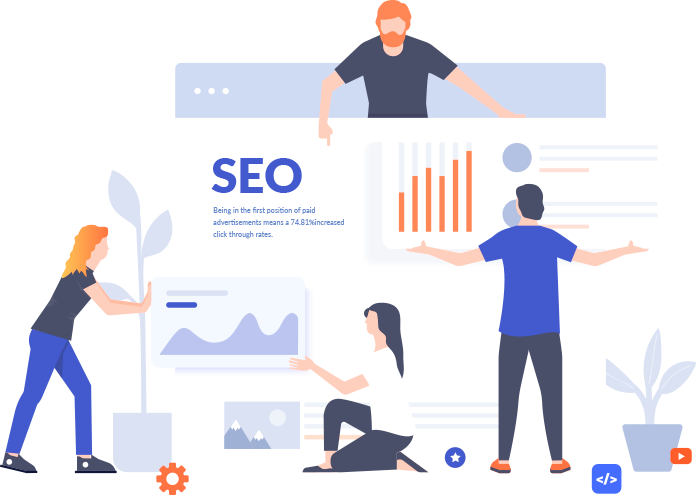 SEO
Being in the first position of paid
advertisements means a 74.81%increased
click through rates.